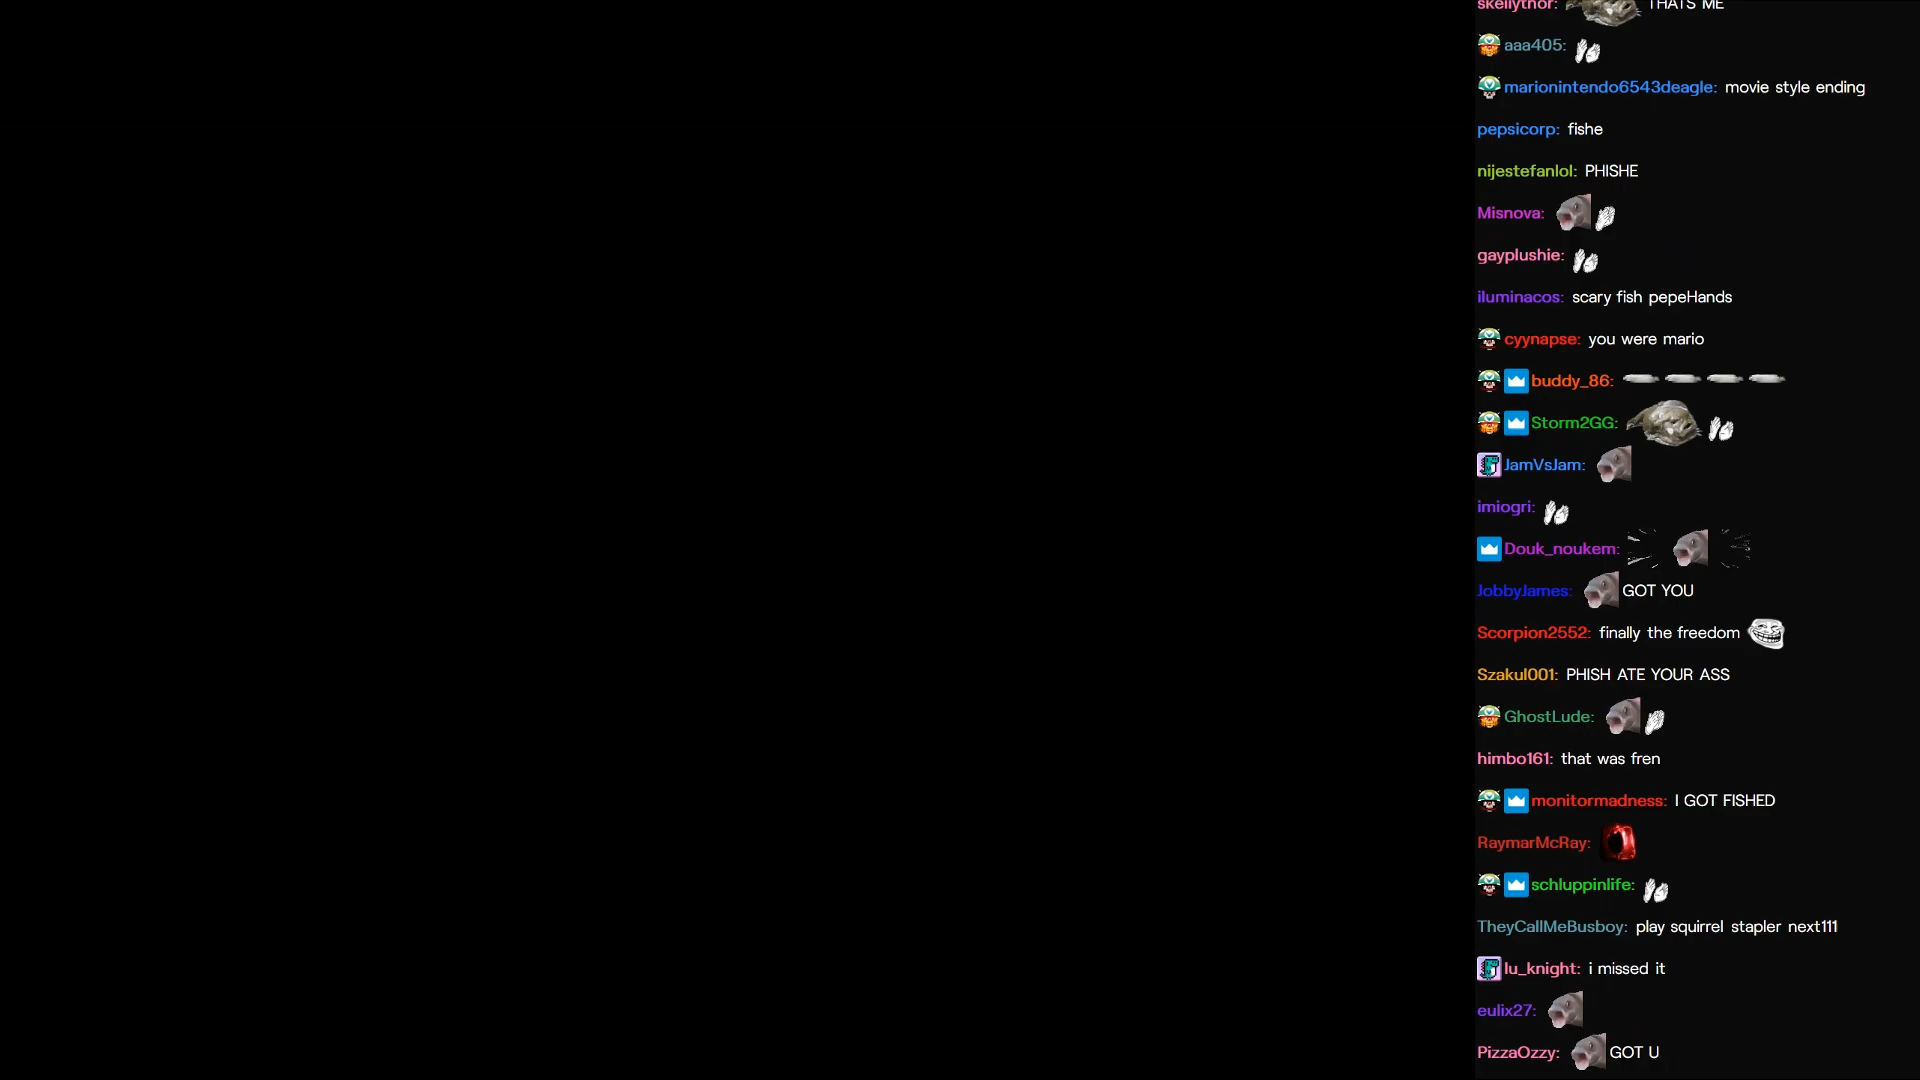 skellythor: THATS ME
aaa405:
marionintendo6543deagle: movie style ending
pepsicorp: fishe
nijestefanlol: PHISHE
Misnova:
gayplushie:
iluminacos: scary fish pepeHands
cyynapse: you were mario
buddy_86:
Storm2GG:
JamVsJam:
imiogri:
Douk_noukem:
JobbyJames: GOT YOU
Scorpion2552: finally the freedom
Szakul001: PHISH ATE YOUR ASS
GhostLude:
himbo161: that was fren
monitormadness: I GOT FISHED
RaymarMcRay:
schluppinlife:
TheyCallMeBusboy: play squirrel stapler next111
lu_knight: i missed it
eulix27:
PizzaOzzy: GOT U